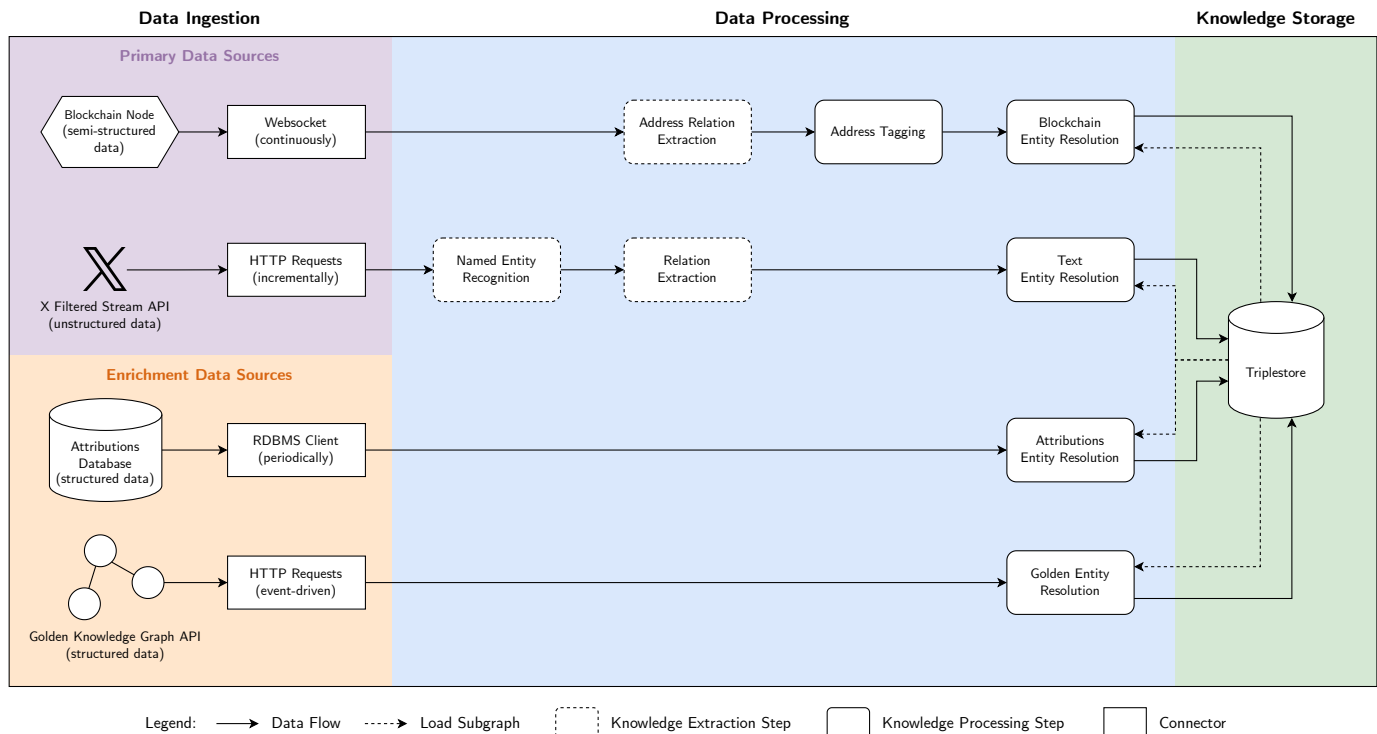 Data Ingestion
Data Processing
Knowledge Storage
Primary Data Sources
Blockchain Node
(semi-structured
data)
Websocket
(continuously)
Address Relation
Extraction
Address Tagging
Blockchain
Entity Resolution
X Filtered Stream API
(unstructured data)
HTTP Requests
(incrementally)
Named Entity
Recognition
Relation
Extraction
Text
Entity Resolution
Triplestore
Enrichment Data Sources
Attributions
Database
(structured data)
RDBMS Client
(periodically)
Attributions
Entity Resolution
Golden Knowledge Graph API
(structured data)
HTTP Requests
(event-driven)
Golden Entity
Resolution
Legend:
Data Flow
Load Subgraph
Knowledge Extraction Step
Knowledge Processing Step
Connector